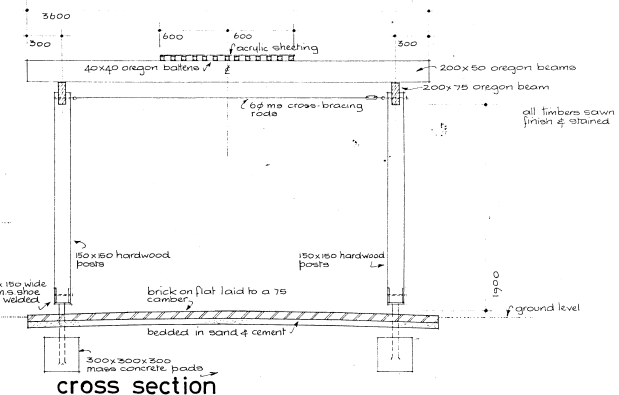 3600
300
600
600
300
acrylic sheeting
40x40 oregon battens
200x50 oregon beams
200x75 oregon beam
6ø ms cross-bracing
rods
all timbers sawn
finish & stained
150x150 hardwood
posts
150x150 hardwood
posts
x 150 wide
m.s shoe
welded
1900
brick on flat laid to a 75
camber
ground level
bedded in sand & cement
300x300x300
mass concrete pads
cross section